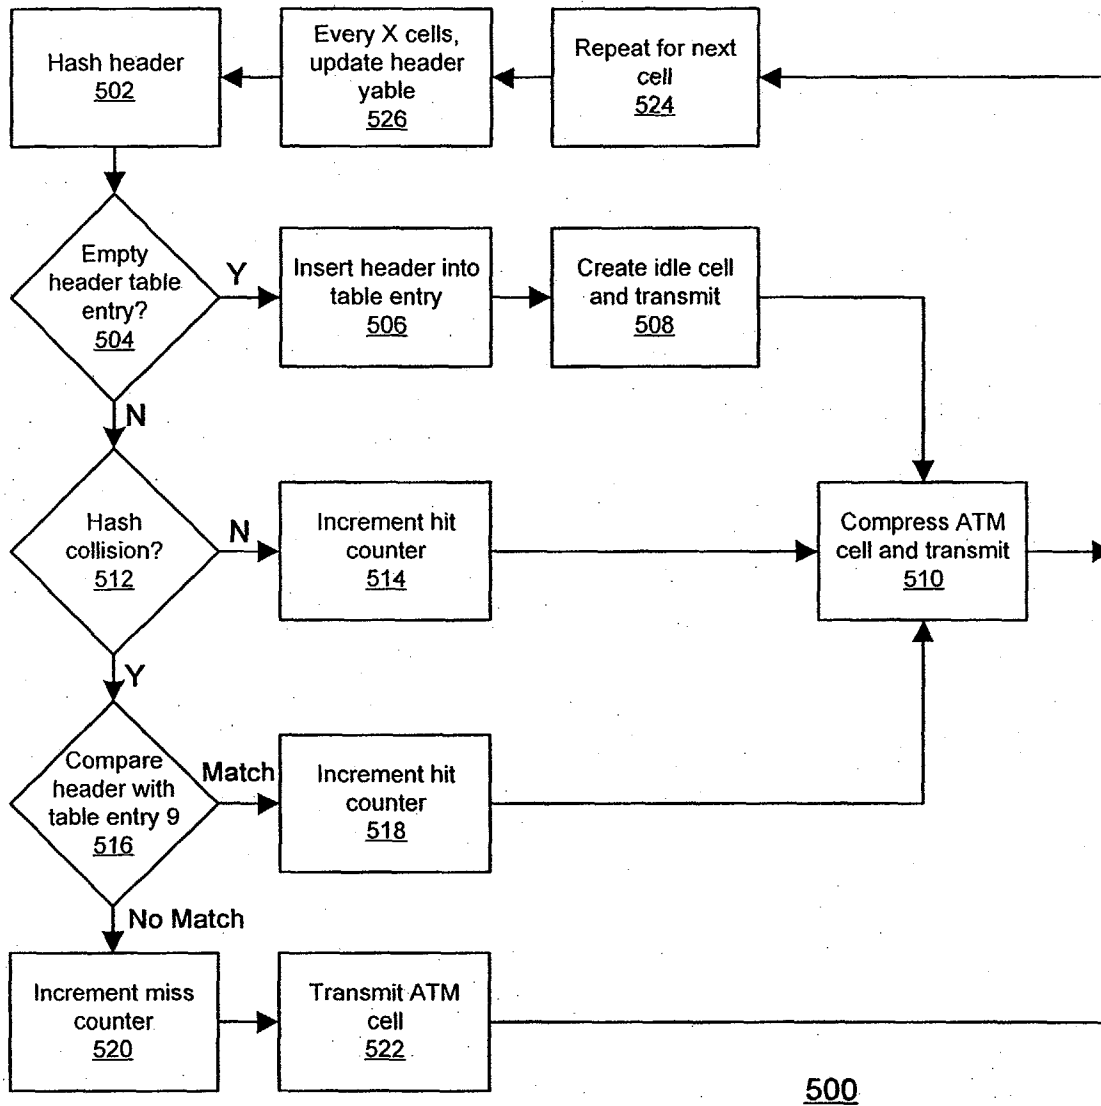 Hash header
502
Every X cells,
update header
yable
526
Repeat for next
cell
524
Empty
header table
entry?
504
Y
Insert header into
table entry
506
Create idle cell
and transmit
508
N
Hash
collision?
512
N
Increment hit
counter
514
Compress ATM
cell and transmit
510
Y
Compare
header with
table entry 9
516
Match
Increment hit
counter
518
No Match
Increment miss
counter
520
Transmit ATM
cell
522
500